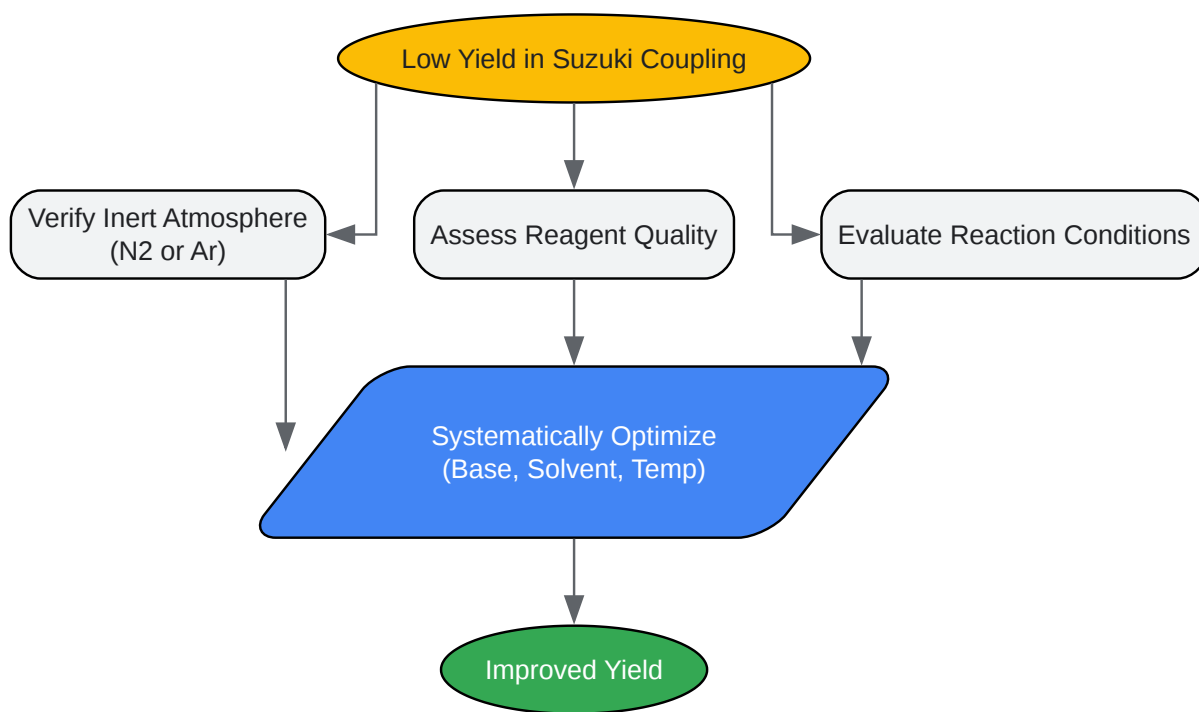 Low Yield in Suzuki Coupling
Verify Inert Atmosphere
(N2 or Ar)
Assess Reagent Quality
Evaluate Reaction Conditions
Systematically Optimize
(Base, Solvent, Temp)
Improved Yield